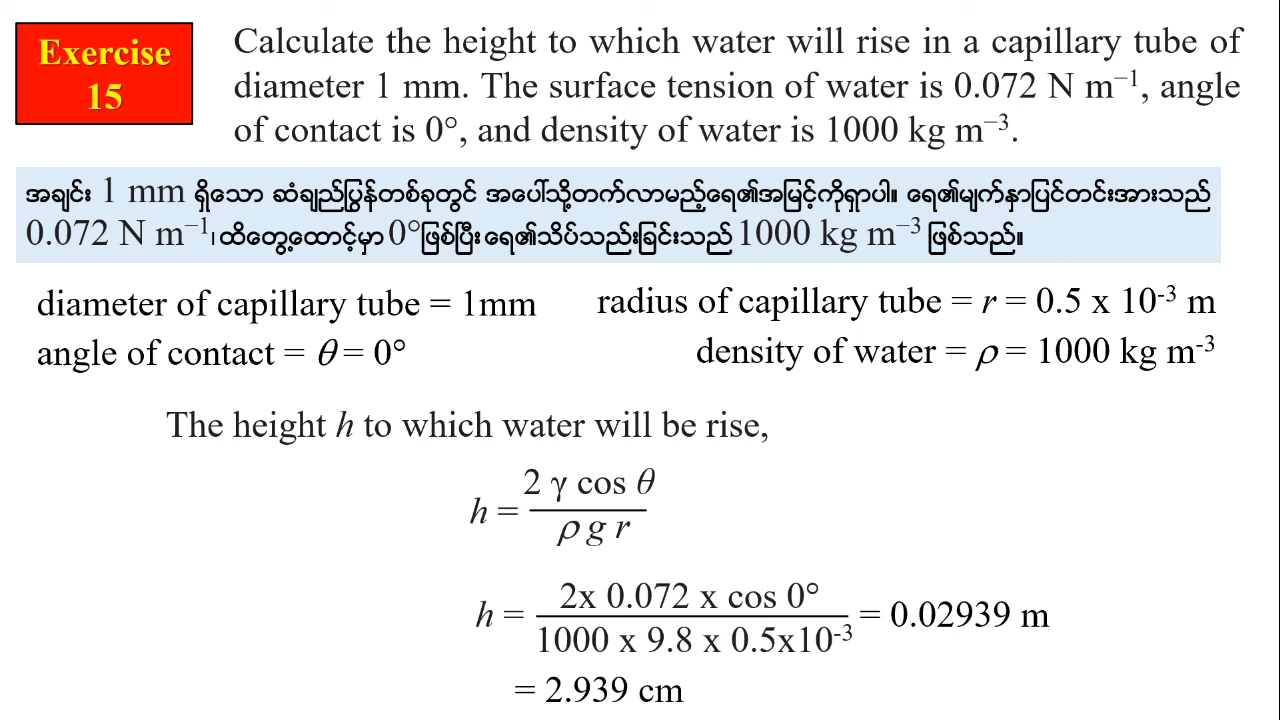 Exercise
15
Calculate the height to which water will rise in a capillary tube of
diameter 1 mm. The surface tension of water is 0.072 N m⁻¹, angle
of contact is 0°, and density of water is 1000 kg m⁻³.
အချင်း 1 mm ရှိသော ဆံချည်ပြွန်တစ်ခုတွင် အပေါ်သို့တက်လာမည့်ရေ၏အမြင့်ကိုရှာပါ။ ရေ၏မျက်နှာပြင်တင်းအားသည်
0.072 N m⁻¹၊ ထိတွေ့ထောင့်မှာ 0°ဖြစ်ပြီး ရေ၏သိပ်သည်းခြင်းသည် 1000 kg m⁻³ ဖြစ်သည်။
diameter of capillary tube = 1mm
radius of capillary tube = r = 0.5 x 10⁻³ m
angle of contact = θ = 0°
density of water = ρ = 1000 kg m⁻³
The height h to which water will be rise,
h = 2 γ cos θ / ρ g r
h = 2x 0.072 x cos 0° / 1000 x 9.8 x 0.5x10⁻³ = 0.02939 m
= 2.939 cm